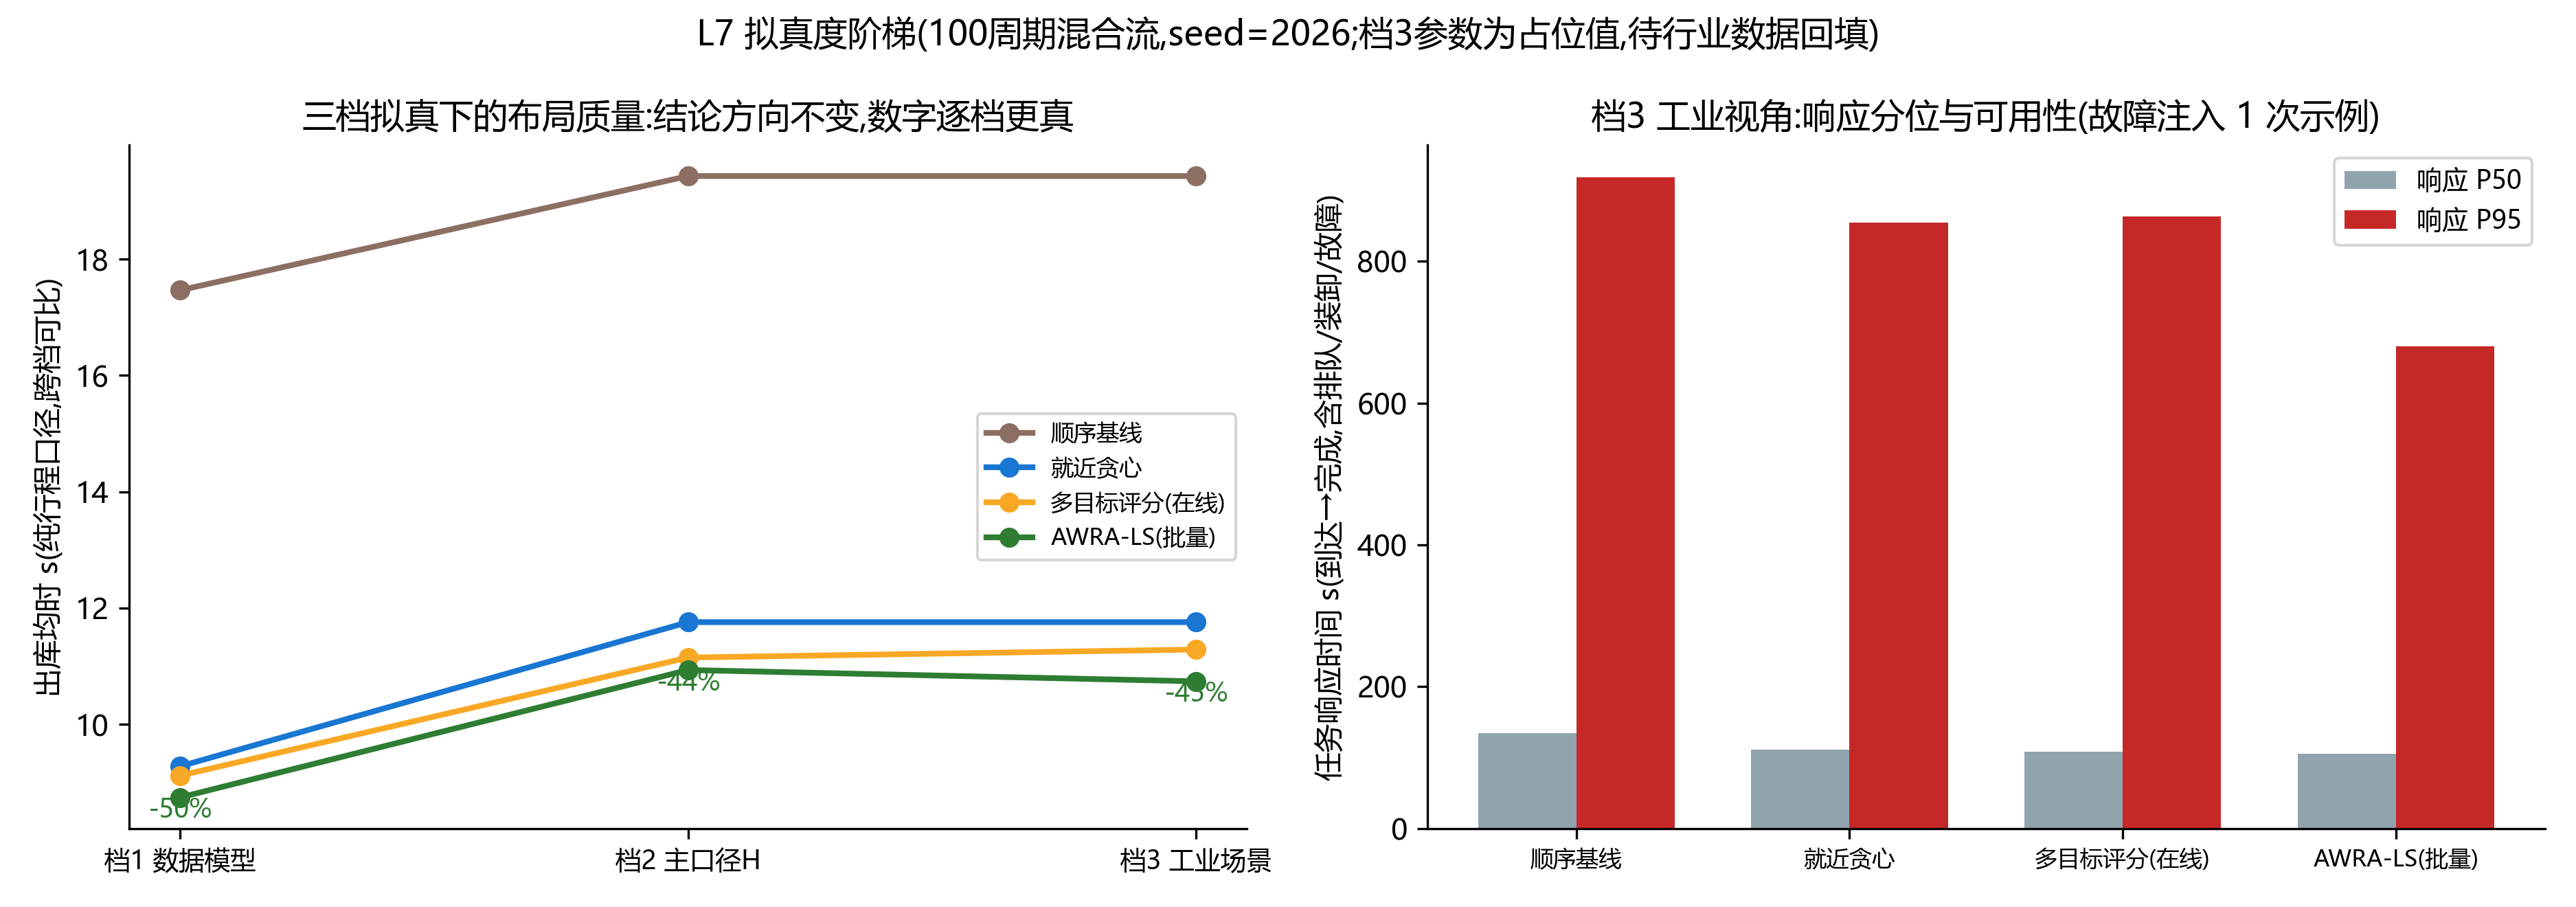 L7 拟真度阶梯(100周期混合流,seed=2026;档3参数为占位值,待行业数据回填)
三档拟真下的布局质量:结论方向不变,数字逐档更真
出库均时 s(纯行程口径,跨档可比)
18
16
14
12
10
顺序基线
就近贪心
多目标评分(在线)
AWRA-LS(批量)
-50%
-44%
-45%
档1 数据模型
档2 主口径H
档3 工业场景
档3 工业视角:响应分位与可用性(故障注入 1 次示例)
任务响应时间 s(到达→完成,含排队/装卸/故障)
800
600
400
200
0
响应 P50
响应 P95
顺序基线
就近贪心
多目标评分(在线)
AWRA-LS(批量)